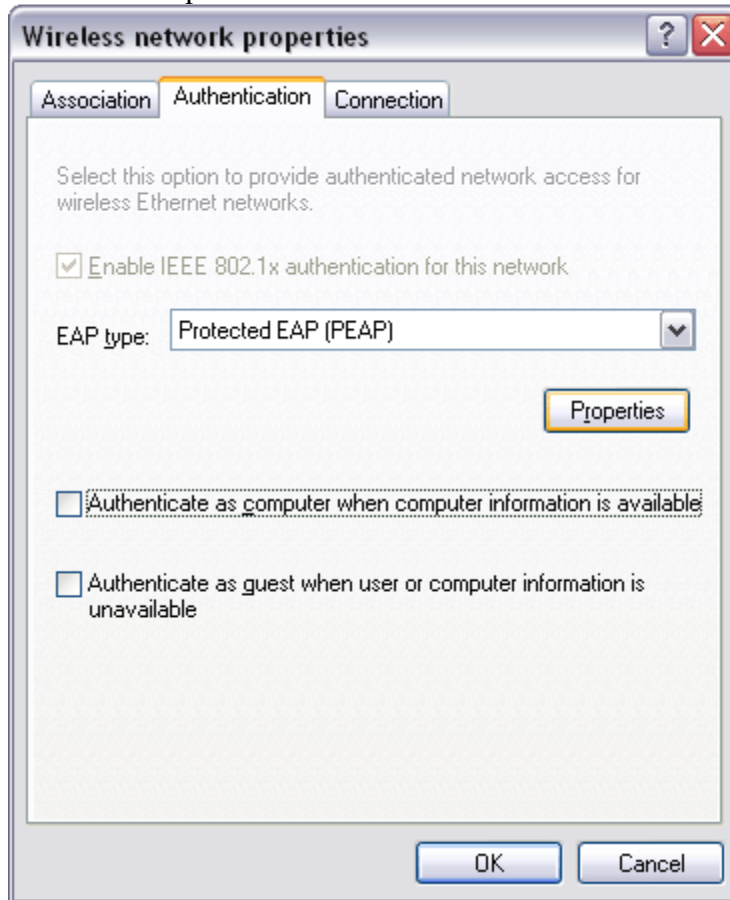 Wireless network properties
Association Authentication Connection
Select this option to provide authenticated network access for
wireless Ethernet networks.
Enable IEEE 802.1x authentication for this network
EAP type: Protected EAP (PEAP)
Properties
Authenticate as computer when computer information is available
Authenticate as guest when user or computer information is
unavailable
OK Cancel